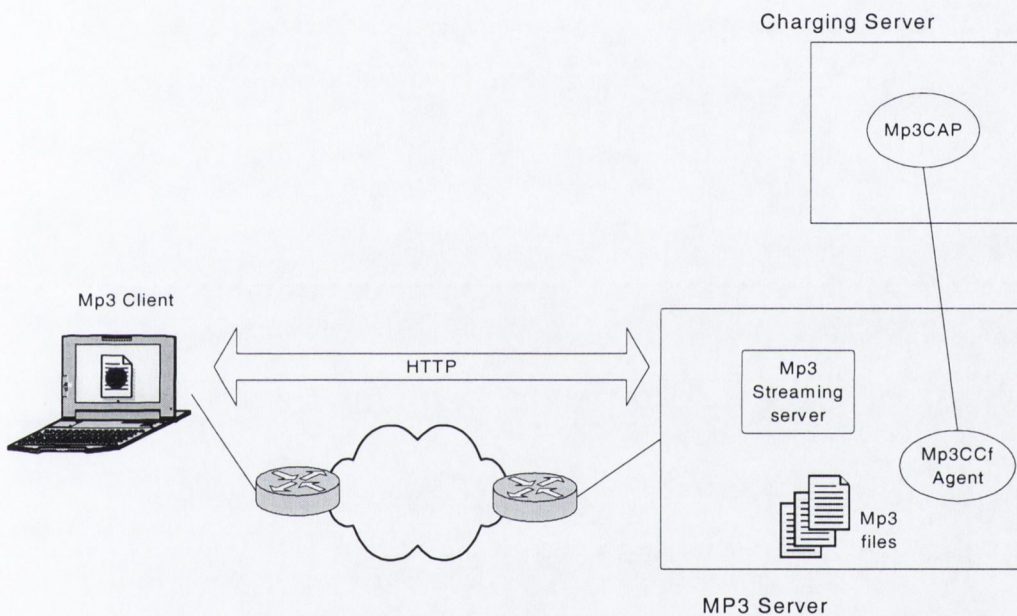 Charging Server
Mp3CAP
Mp3 Client
HTTP
Mp3
Streaming
server
Mp3CCf
Agent
Mp3
files
MP3 Server